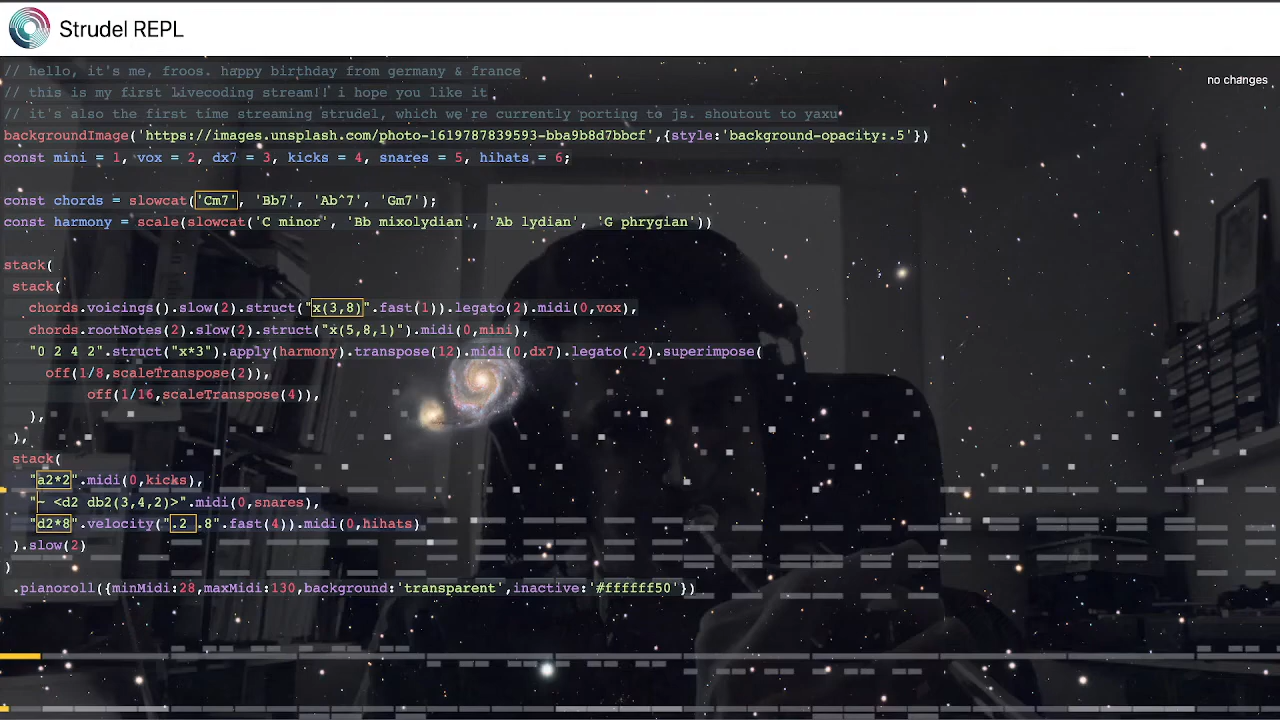 Strudel REPL
no changes
// hello, it's me, froos. happy birthday from germany & france
// this is my first livecoding stream!! i hope you like it
// it's also the first time streaming strudel, which we're currently porting to js. shoutout to yaxu
backgroundImage('https://images.unsplash.com/photo-1619787839593-bba9b8d7bbcf',{style:'background-opacity:.5'})
const mini = 1, vox = 2, dx7 = 3, kicks = 4, snares = 5, hihats = 6;
const chords = slowcat('Cm7', 'Bb7', 'Ab^7', 'Gm7');
const harmony = scale(slowcat('C minor', 'Bb mixolydian', 'Ab lydian', 'G phrygian'))
stack(
stack(
chords.voicings().slow(2).struct("x(3,8)".fast(1)).legato(2).midi(0,vox),
chords.rootNotes(2).slow(2).struct("x(5,8,1)").midi(0,mini),
"0 2 4 2".struct("x*3").apply(harmony).transpose(12).midi(0,dx7).legato(.2).superimpose(
off(1/8,scaleTranspose(2)),
off(1/16,scaleTranspose(4)),
),
),
stack(
"a2*2".midi(0,kicks),
"~ <d2 db2(3,4,2)>".midi(0,snares),
"d2*8".velocity(".2 .8".fast(4)).midi(0,hihats)
).slow(2)
)
.pianoroll({minMidi:28,maxMidi:130,background:'transparent',inactive:'#ffffff50'})